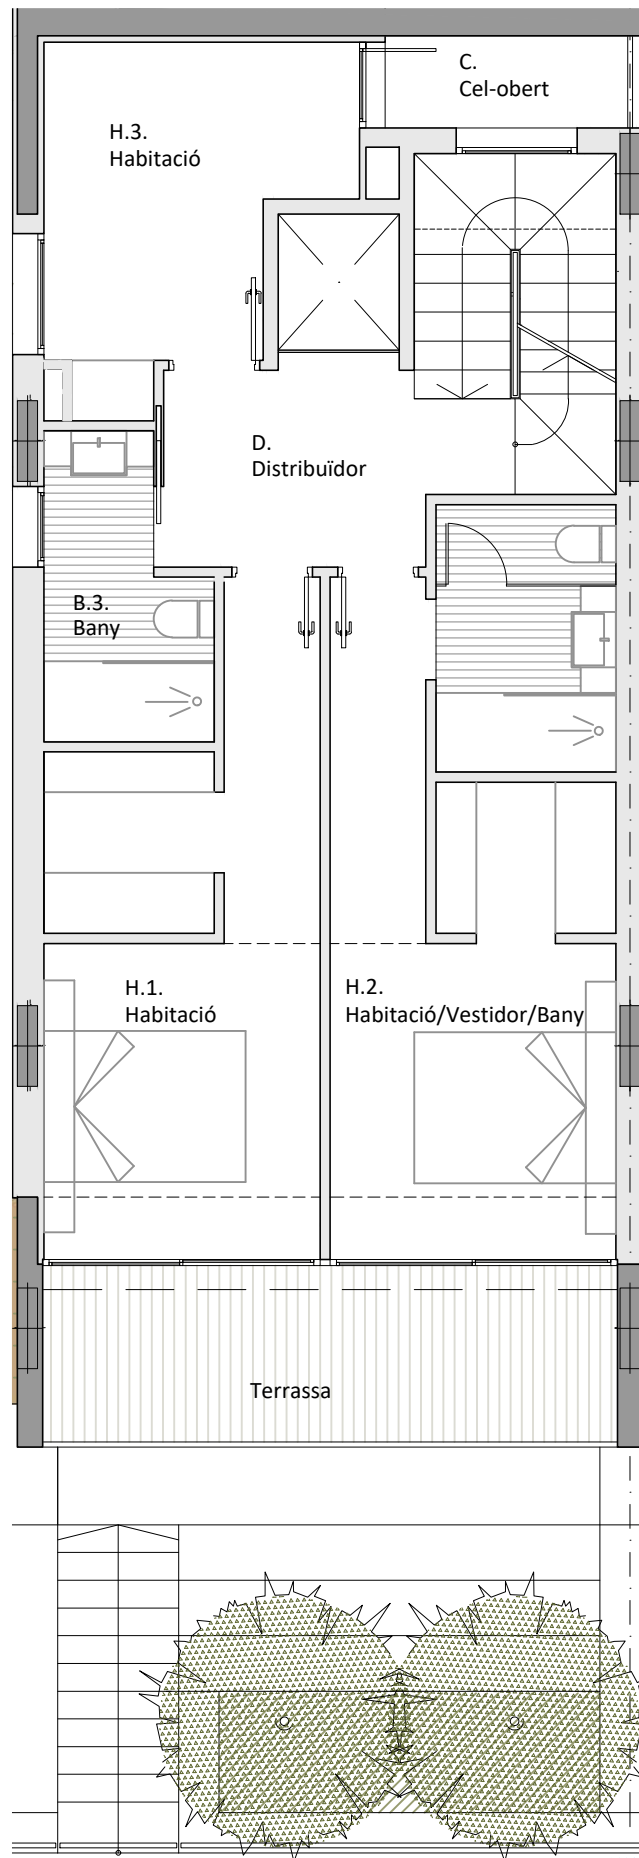 C.
Cel-obert
H.3.
Habitació
D.
Distribuïdor
B.3.
Bany
H.1.
Habitació
H.2.
Habitació/Vestidor/Bany
Terrassa